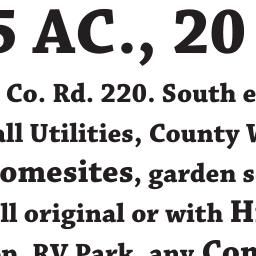 5 AC., 20
Co. Rd. 220. South e
all Utilities, County W
omesites, garden s
ll original or with H
n, RV Park, any Com